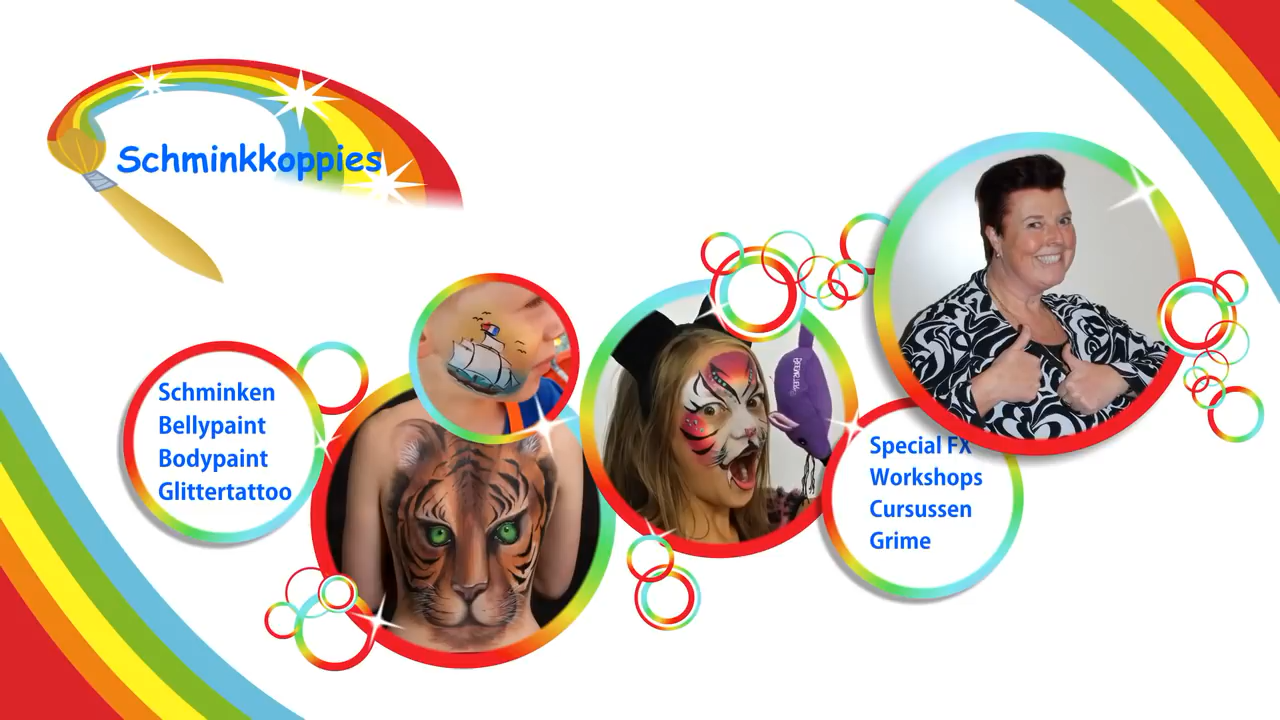 Schminkkoppies
Schminken
Bellypaint
Bodypaint
Glittertattoo
Special FX
Workshops
Cursussen
Grime